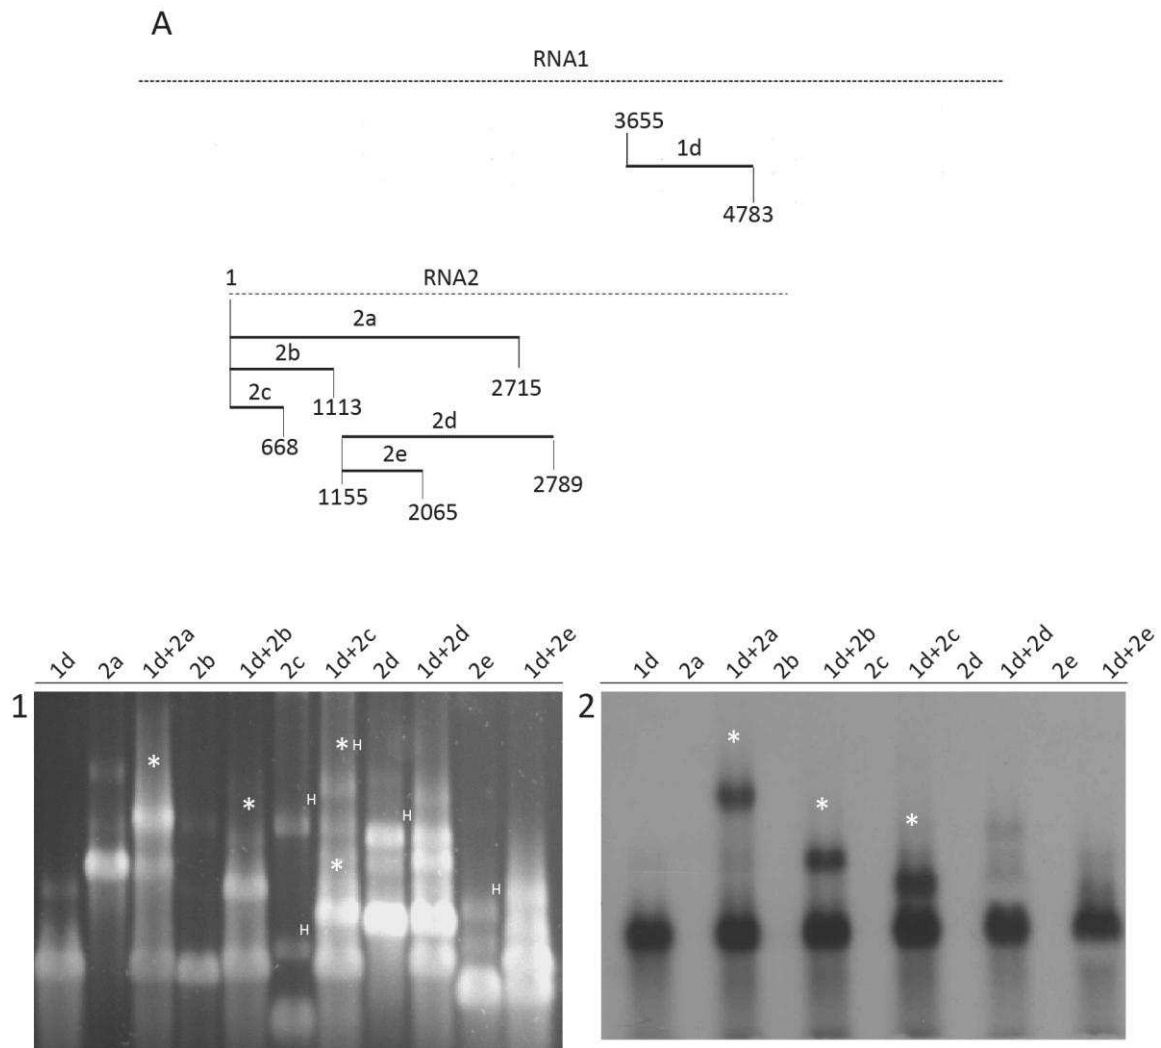 A
RNA1
3655
1d
4783
1 RNA2
2a
2b
2715
2c
1113
2d
668
2e
2789
1155
2065
1d 2a 1d+2a 2b 1d+2b 2c 1d+2c 2d 1d+2d 2e 1d+2e
1
* * H * H H * H H
1d 2a 1d+2a 2b 1d+2b 2c 1d+2c 2d 1d+2d 2e 1d+2e
2
* * *